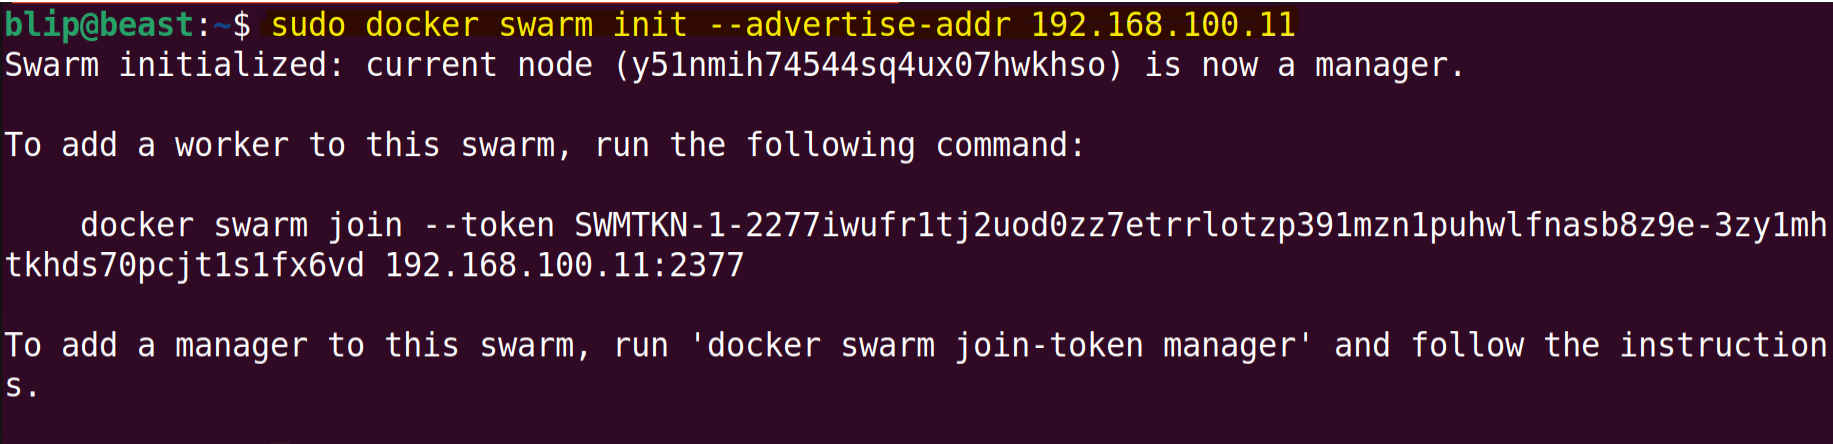 blip@beast:~$ sudo docker swarm init --advertise-addr 192.168.100.11
Swarm initialized: current node (y51nmih74544sq4ux07hwkhso) is now a manager.
To add a worker to this swarm, run the following command:
    docker swarm join --token SWMTKN-1-2277iwufr1tj2uod0zz7etrrlotzp391mzn1puhwlfnasb8z9e-3zy1mh
tkhds70pcjt1s1fx6vd 192.168.100.11:2377
To add a manager to this swarm, run 'docker swarm join-token manager' and follow the instruction
s.